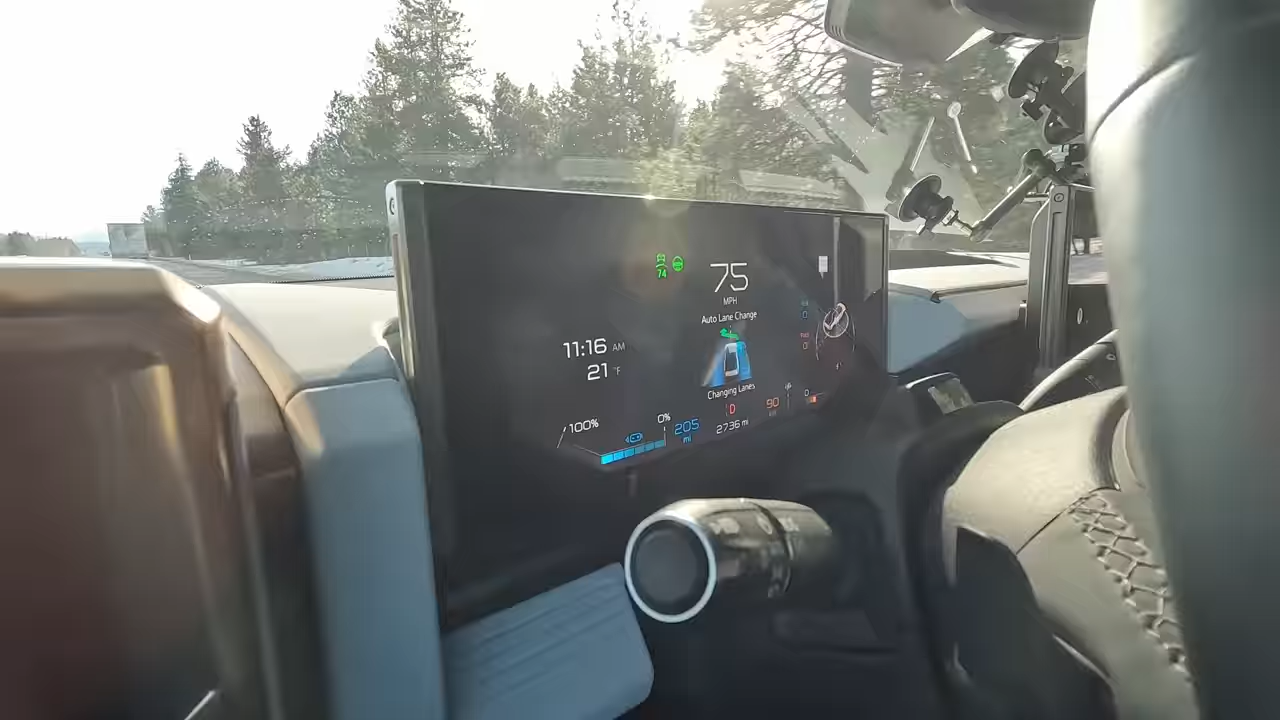 74
75
MPH
Auto Lane Change
11:16 AM
21 °F
Changing Lanes
100%
0%
205
mi
D
2736 mi
90